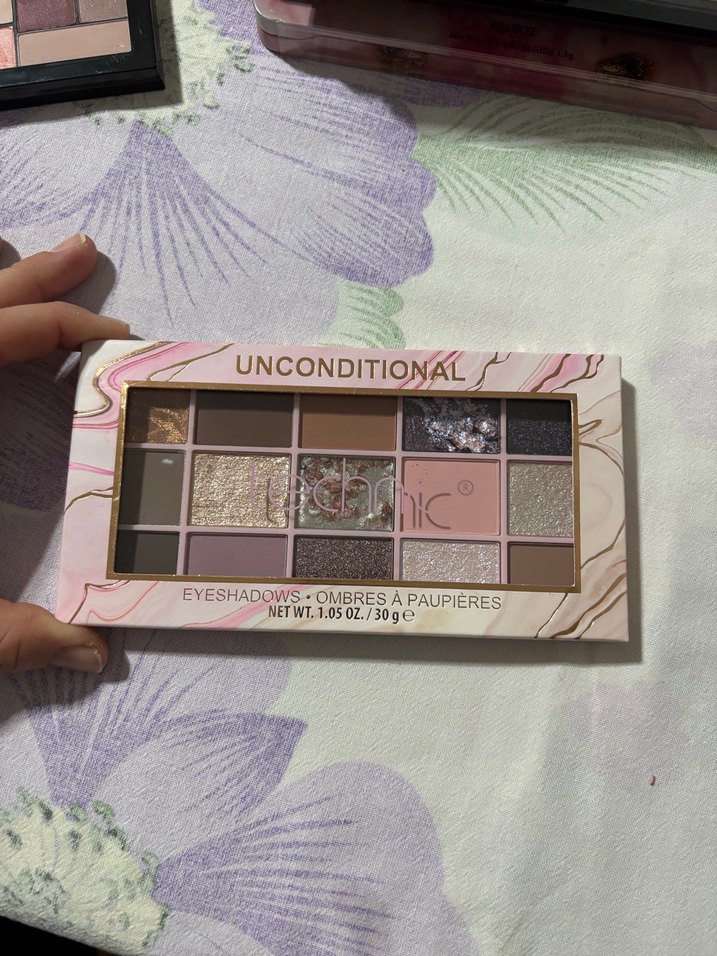 UNCONDITIONAL
technic®
EYESHADOWS • OMBRES À PAUPIÈRES
NET WT. 1.05 OZ. / 30 g ℮